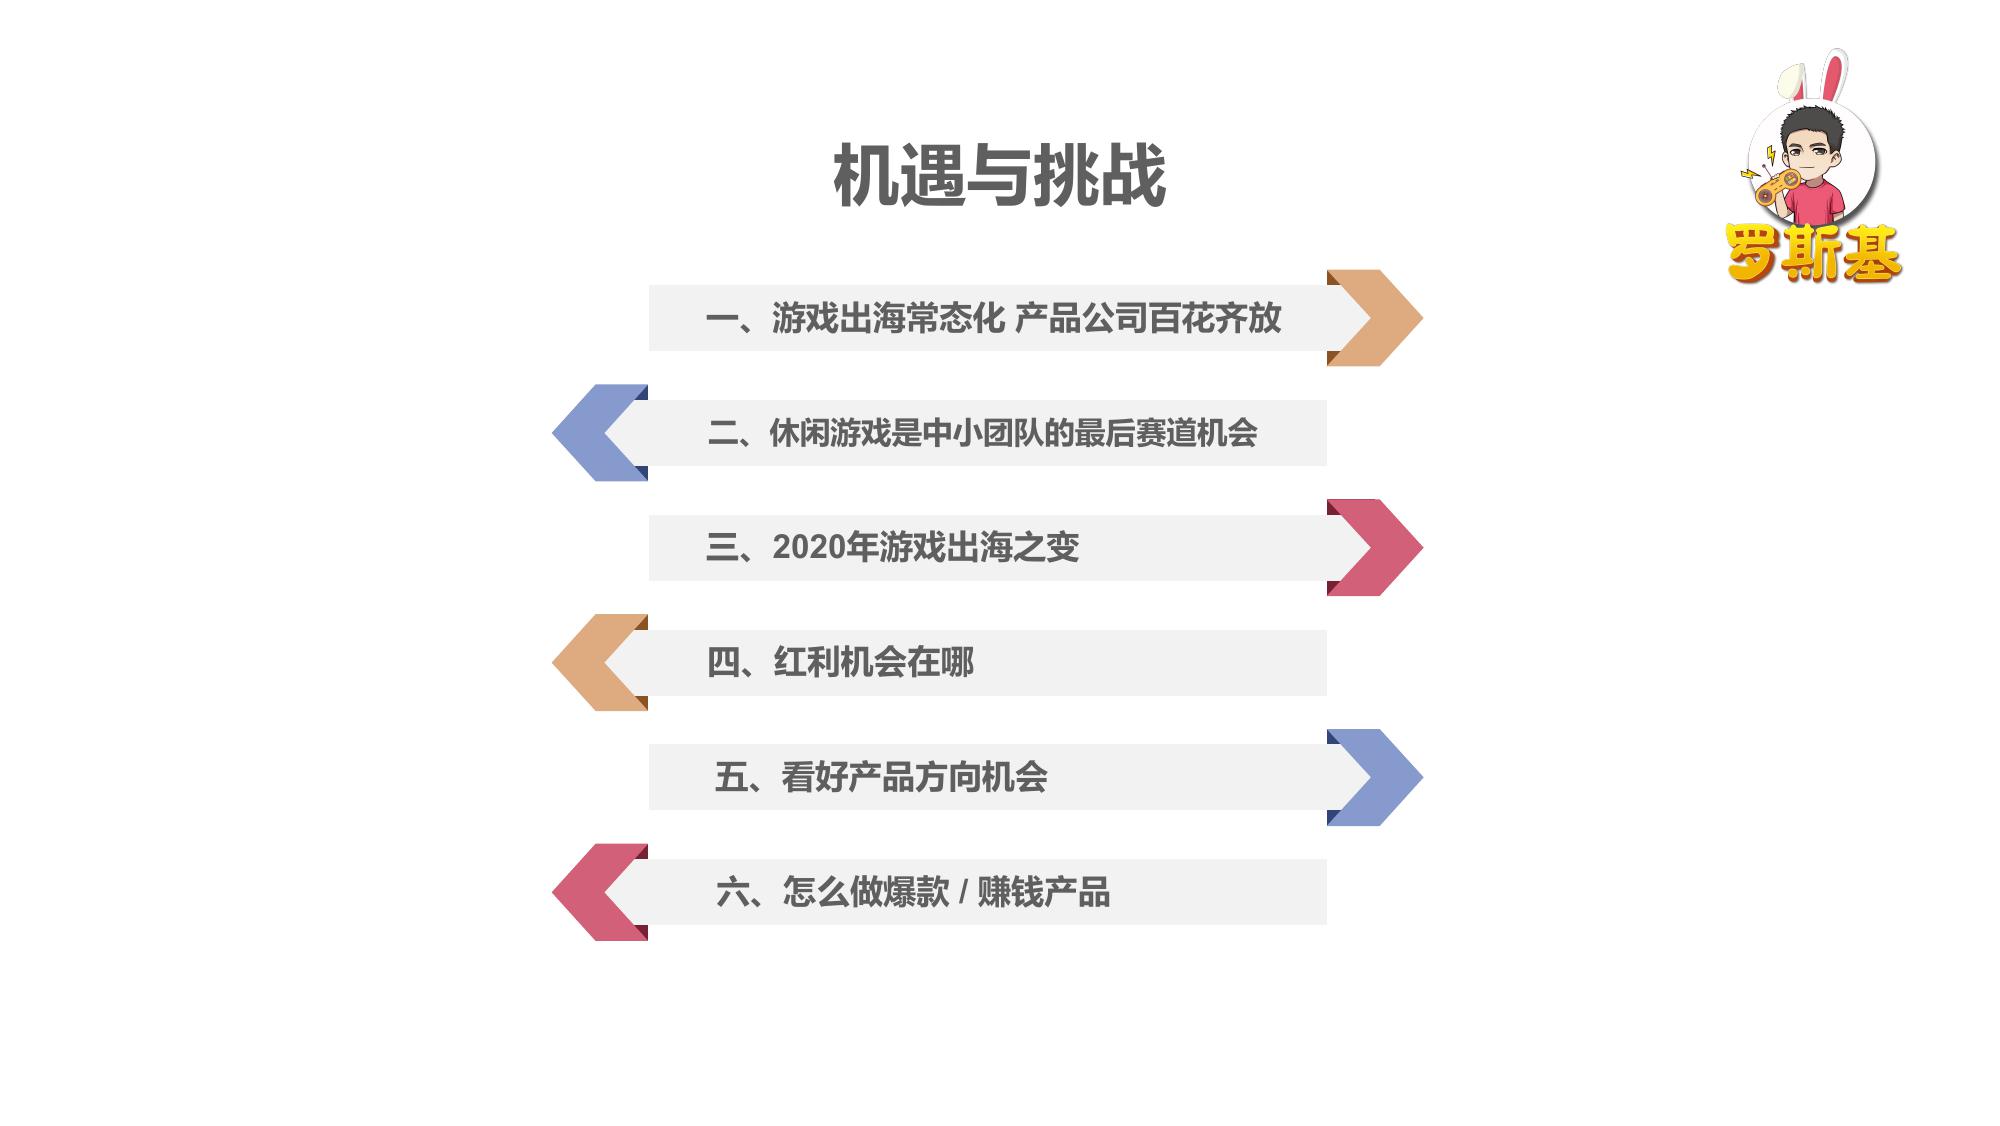 机遇与挑战
罗斯基
一、游戏出海常态化 产品公司百花齐放
二、休闲游戏是中小团队的最后赛道机会
三、2020年游戏出海之变
四、红利机会在哪
五、看好产品方向机会
六、怎么做爆款 / 赚钱产品